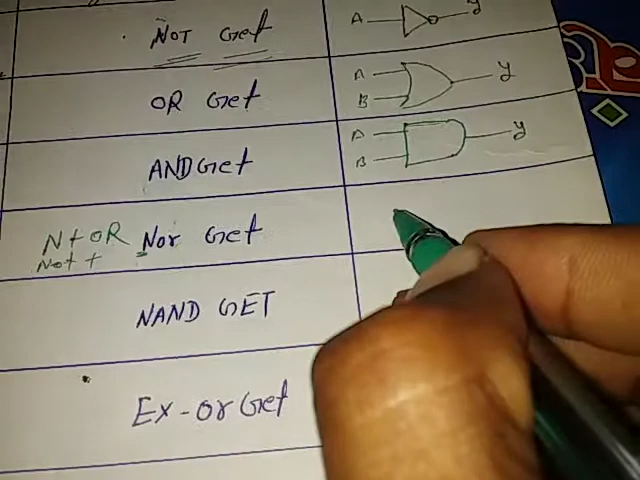 NOT Get
A
y
OR Get
A
B
y
AND Get
A
B
y
N + OR Nor Get
Not +
NAND GET
Ex-or Get